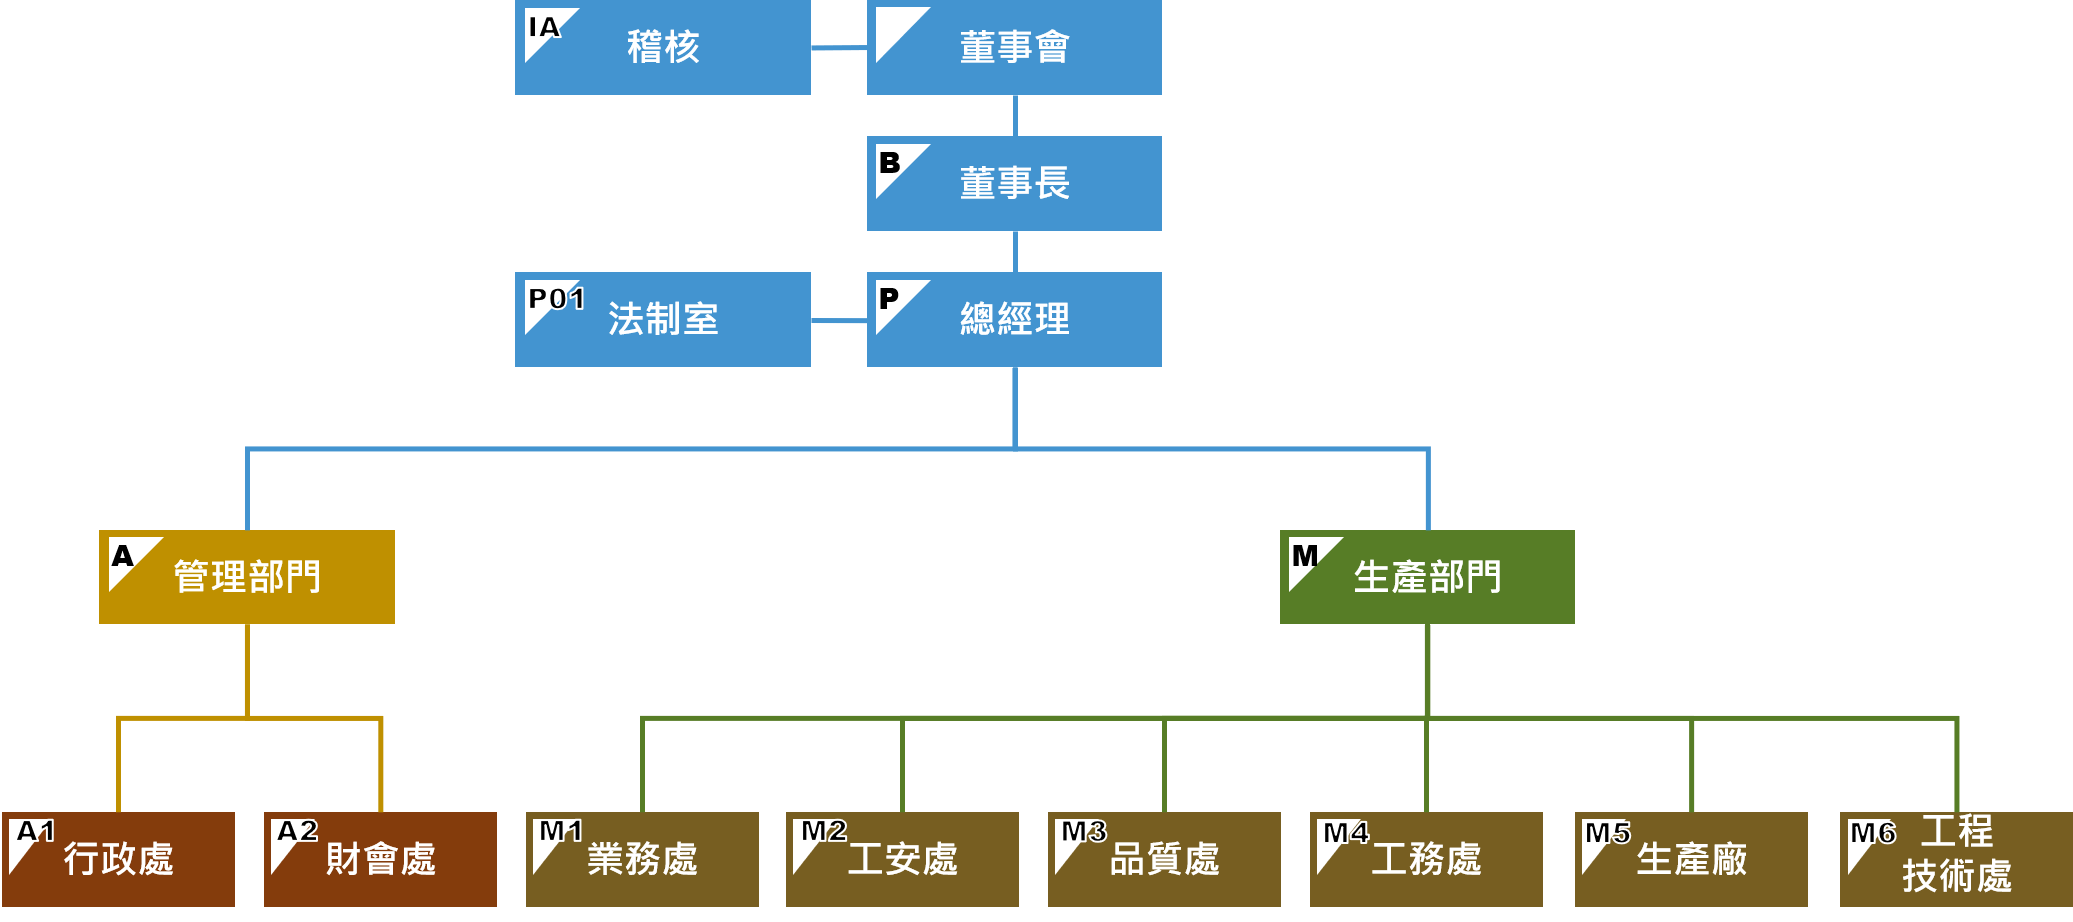 IA
稽核
董事會
B
董事長
P01
法制室
P
總經理
A
管理部門
M
生產部門
A1
行政處
A2
財會處
M1
業務處
M2
工安處
M3
品質處
M4
工務處
M5
生產廠
M6
工程
技術處